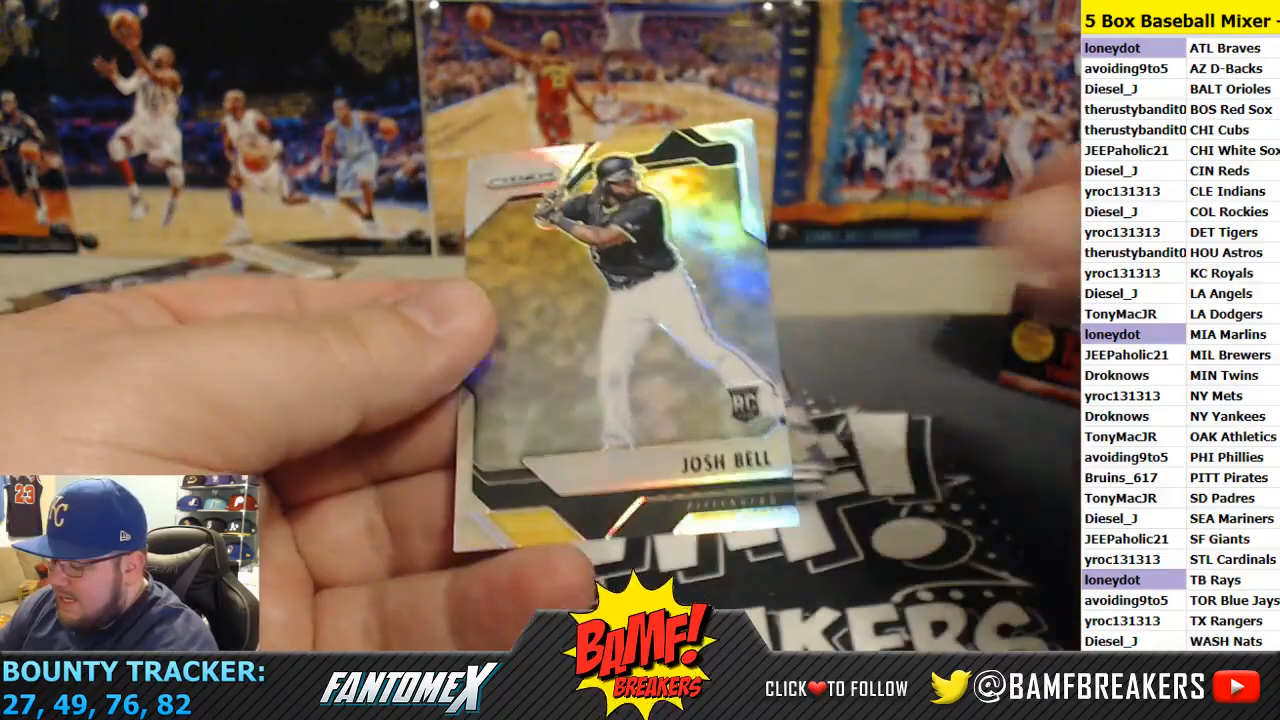 5 Box Baseball Mixer -
loneydot ATL Braves
avoiding9to5 AZ D-Backs
Diesel_J BALT Orioles
therustybandit0 BOS Red Sox
therustybandit0 CHI Cubs
JEEPaholic21 CHI White Sox
Diesel_J CIN Reds
yroc131313 CLE Indians
Diesel_J COL Rockies
yroc131313 DET Tigers
therustybandit0 HOU Astros
yroc131313 KC Royals
Diesel_J LA Angels
TonyMacJR LA Dodgers
loneydot MIA Marlins
JEEPaholic21 MIL Brewers
Droknows MIN Twins
yroc131313 NY Mets
Droknows NY Yankees
TonyMacJR OAK Athletics
avoiding9to5 PHI Phillies
Bruins_617 PITT Pirates
TonyMacJR SD Padres
Diesel_J SEA Mariners
JEEPaholic21 SF Giants
yroc131313 STL Cardinals
loneydot TB Rays
avoiding9to5 TOR Blue Jays
yroc131313 TX Rangers
Diesel_J WASH Nats
PRIZM
RC
JOSH BELL
Pittsburgh
23
KC
BOUNTY TRACKER:
27, 49, 76, 82
FANTOMEX
BAMF!
BREAKERS
CLICK❤TO FOLLOW
@BAMFBREAKERS